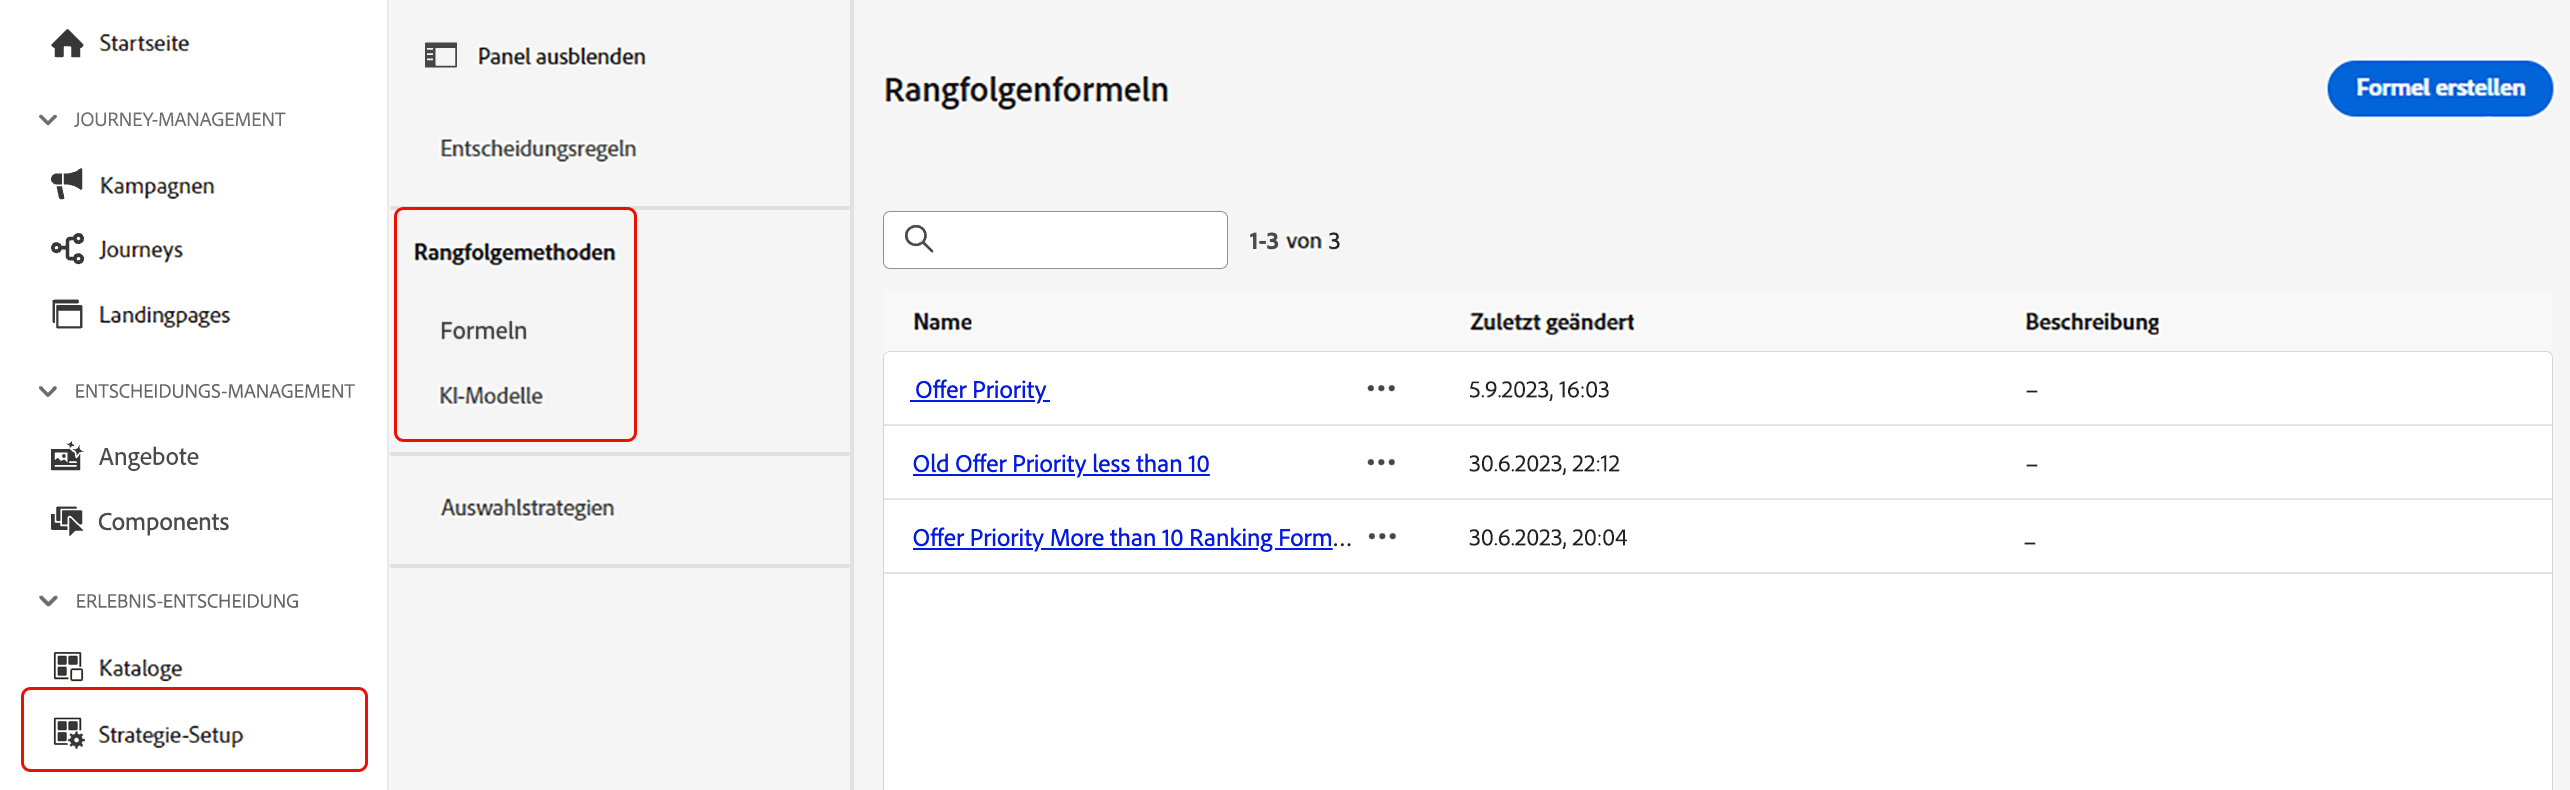 Startseite
JOURNEY-MANAGEMENT
Kampagnen
Journeys
Landingpages
ENTSCHEIDUNGS-MANAGEMENT
Angebote
Components
ERLEBNIS-ENTSCHEIDUNG
Kataloge
Strategie-Setup
Panel ausblenden
Entscheidungsregeln
Rangfolgemethoden
Formeln
KI-Modelle
Auswahlstrategien
Rangfolgenformeln
Formel erstellen
1-3 von 3
Name Zuletzt geändert Beschreibung
Offer Priority ••• 5.9.2023, 16:03 –
Old Offer Priority less than 10 ••• 30.6.2023, 22:12 –
Offer Priority More than 10 Ranking Form... ••• 30.6.2023, 20:04 –